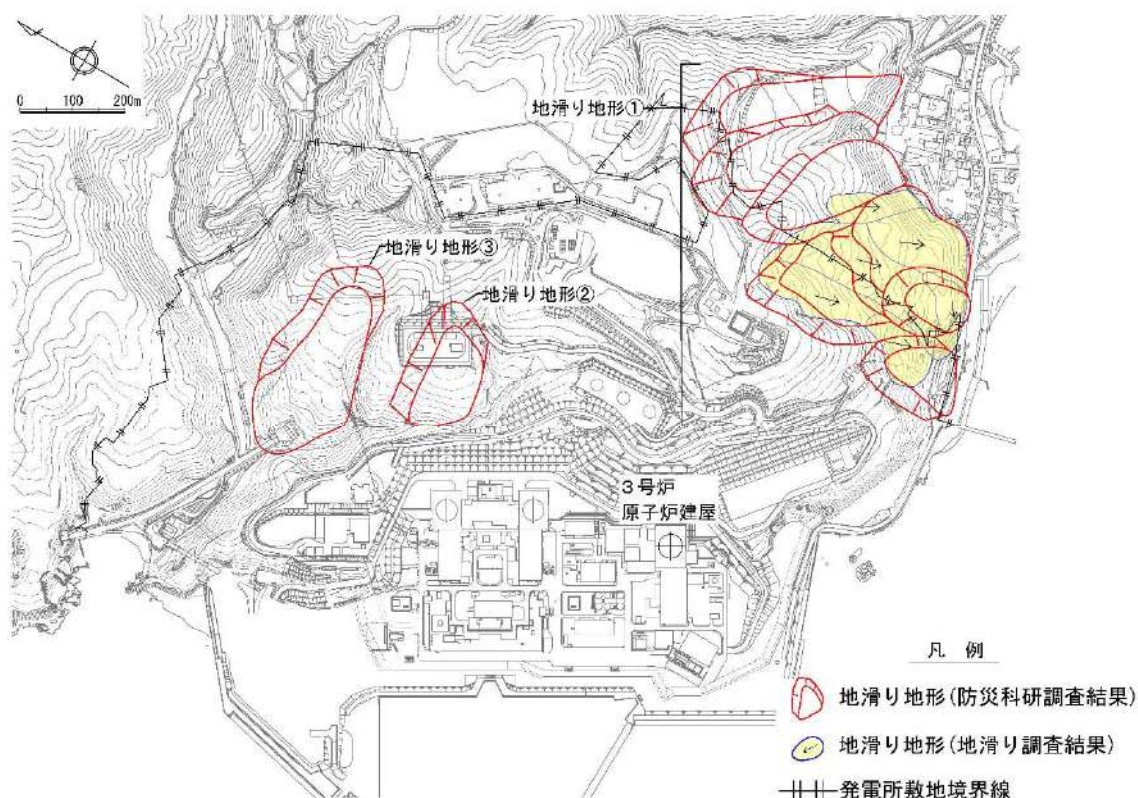 0 100 200m
地滑り地形①
地滑り地形③
地滑り地形②
3号炉
原子炉建屋
凡 例
地滑り地形(防災科研調査結果)
地滑り地形(地滑り調査結果)
発電所敷地境界線